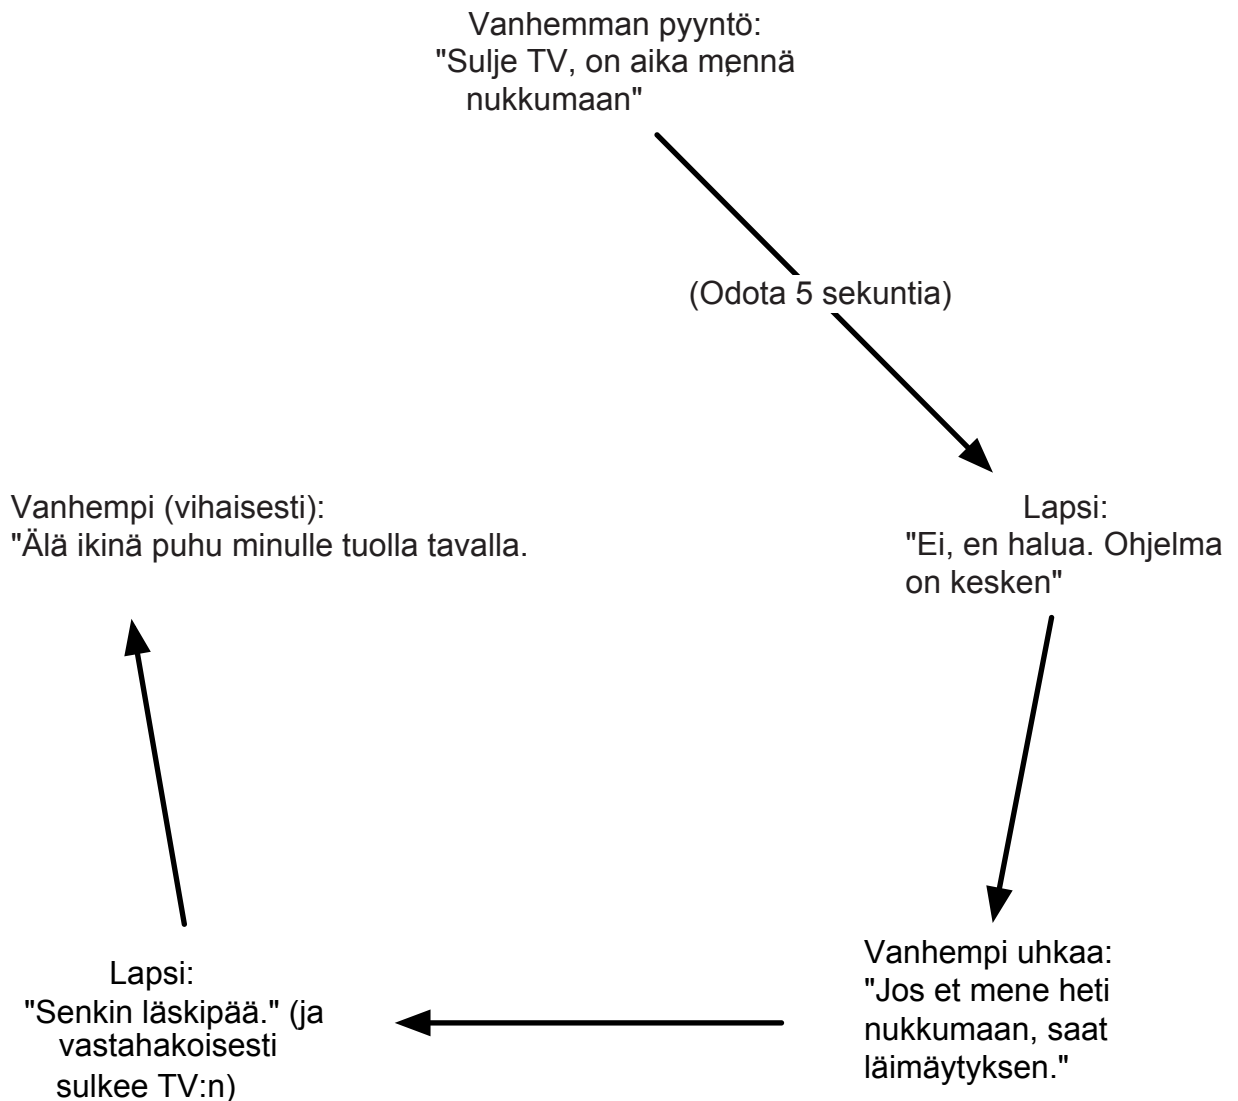 Vanhemman pyyntö:
"Sulje TV, on aika mennä
nukkumaan"
(Odota 5 sekuntia)
Lapsi:
"Ei, en halua. Ohjelma
on kesken"
Vanhempi uhkaa:
"Jos et mene heti
nukkumaan, saat
läimäytyksen."
Lapsi:
"Senkin läskipää." (ja
vastahakoisesti
sulkee TV:n)
Vanhempi (vihaisesti):
"Älä ikinä puhu minulle tuolla tavalla.